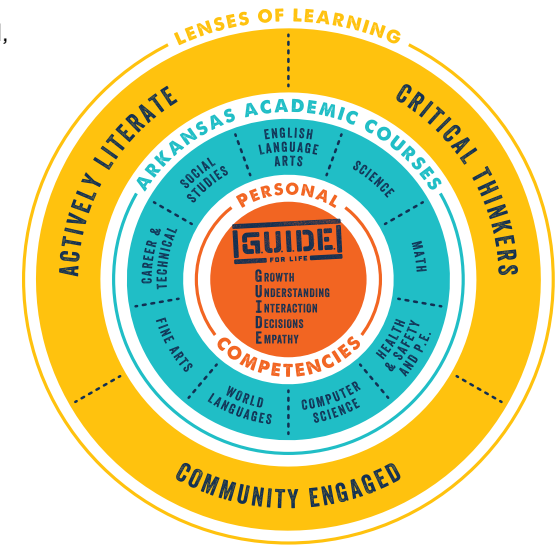 LENSES OF LEARNING
ACTIVELY LITERATE
CRITICAL THINKERS
COMMUNITY ENGAGED
ARKANSAS ACADEMIC COURSES
ENGLISH
LANGUAGE
ARTS
SCIENCE
MATH
HEALTH
& SAFETY
AND P.E.
COMPUTER
SCIENCE
WORLD
LANGUAGES
FINE ARTS
CAREER &
TECHNICAL
SOCIAL
STUDIES
PERSONAL
COMPETENCIES
GUIDE
FOR LIFE
GROWTH
UNDERSTANDING
INTERACTION
DECISIONS
EMPATHY